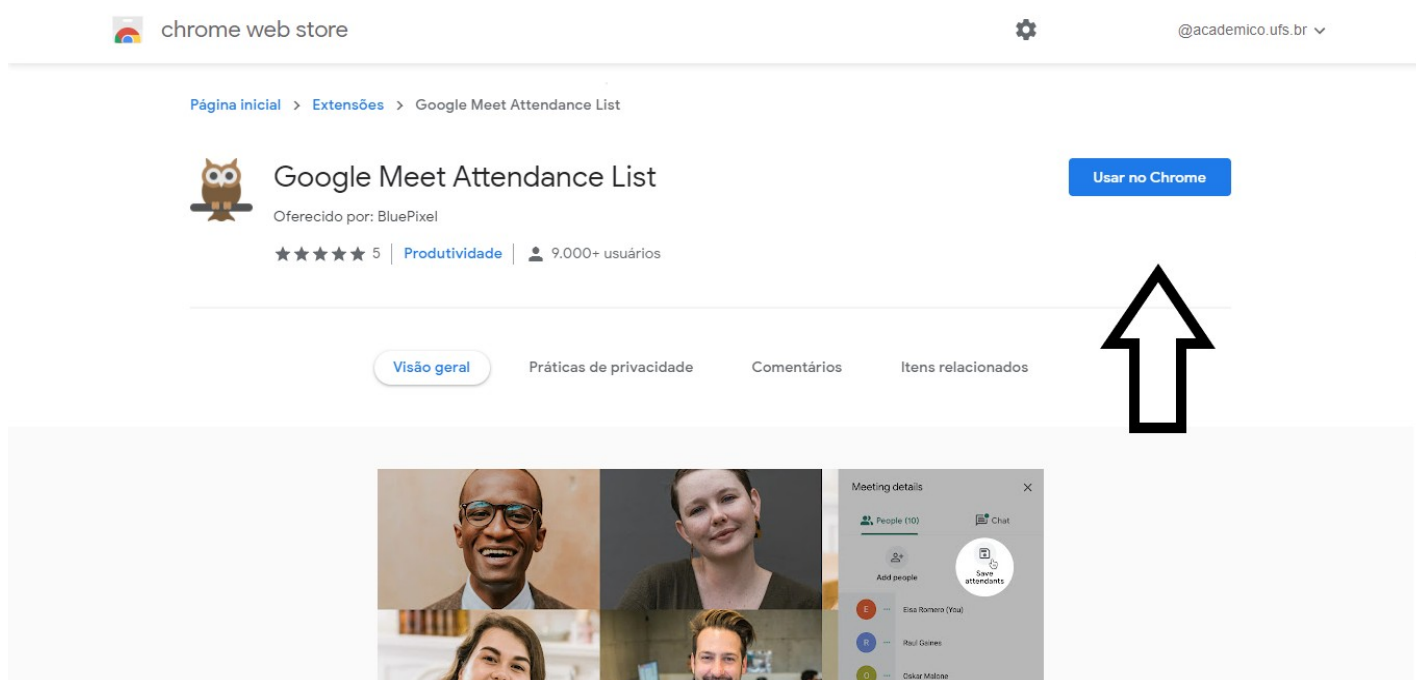 chrome web store
@academico.ufs.br
Página inicial > Extensões > Google Meet Attendance List
Google Meet Attendance List
Usar no Chrome
Oferecido por: BluePixel
5 | Produtividade | 9.000+ usuários
Visão geral
Práticas de privacidade
Comentários
Itens relacionados
Meeting details
People (10)
Chat
Add people
Save
attendants
E
Elsa Romero (You)
R
Raul Gaines
O
Oskar Malone